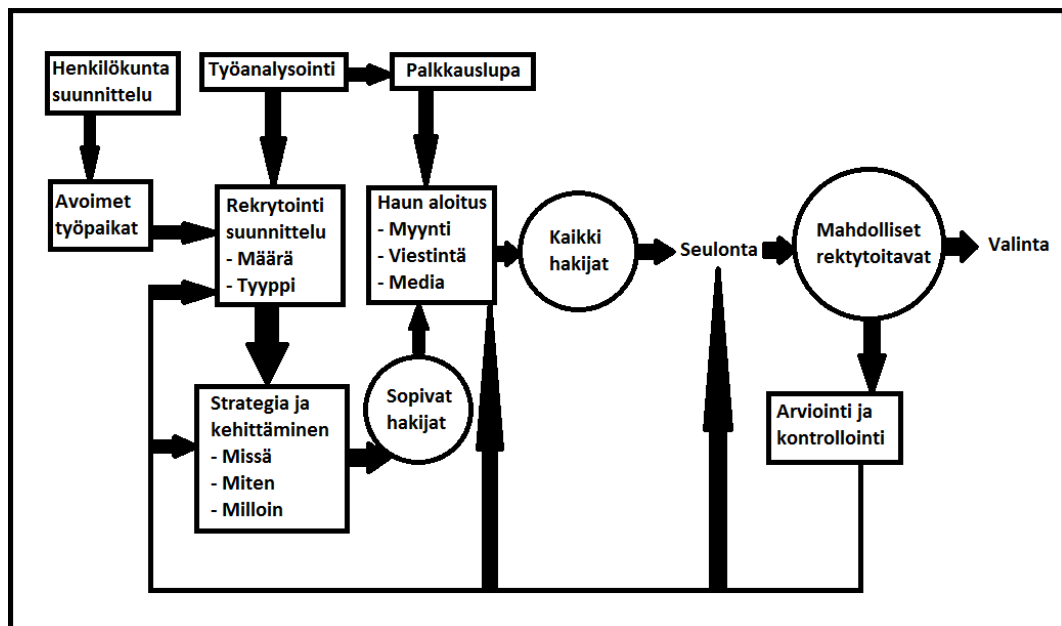 Henkilökunta
suunnittelu
Työanalysointi
Palkkauslupa
Avoimet
työpaikat
Rekrytointi
suunnittelu
- Määrä
- Tyyppi
Haun aloitus
- Myynti
- Viestintä
- Media
Kaikki
hakijat
Seulonta
Mahdolliset
rektytoitavat
Valinta
Strategia ja
kehittäminen
- Missä
- Miten
- Milloin
Sopivat
hakijat
Arviointi ja
kontrollointi